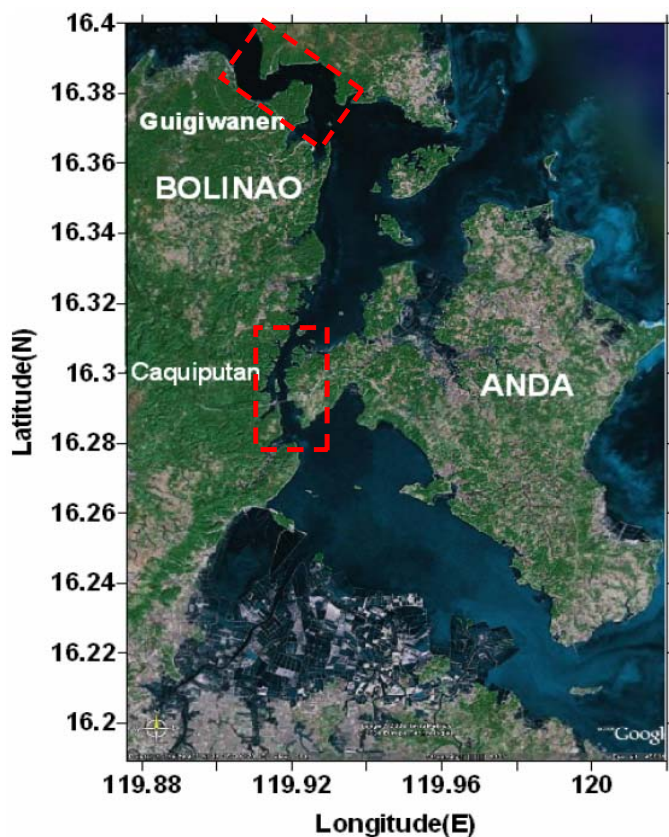 16.4
16.38
Guigiwanen
16.36
BOLINAO
16.34
16.32
Caquiputan
16.3
ANDA
16.28
16.26
16.24
16.22
16.2
Google
119.88
119.92
119.96
120
Latitude(N)
Longitude(E)